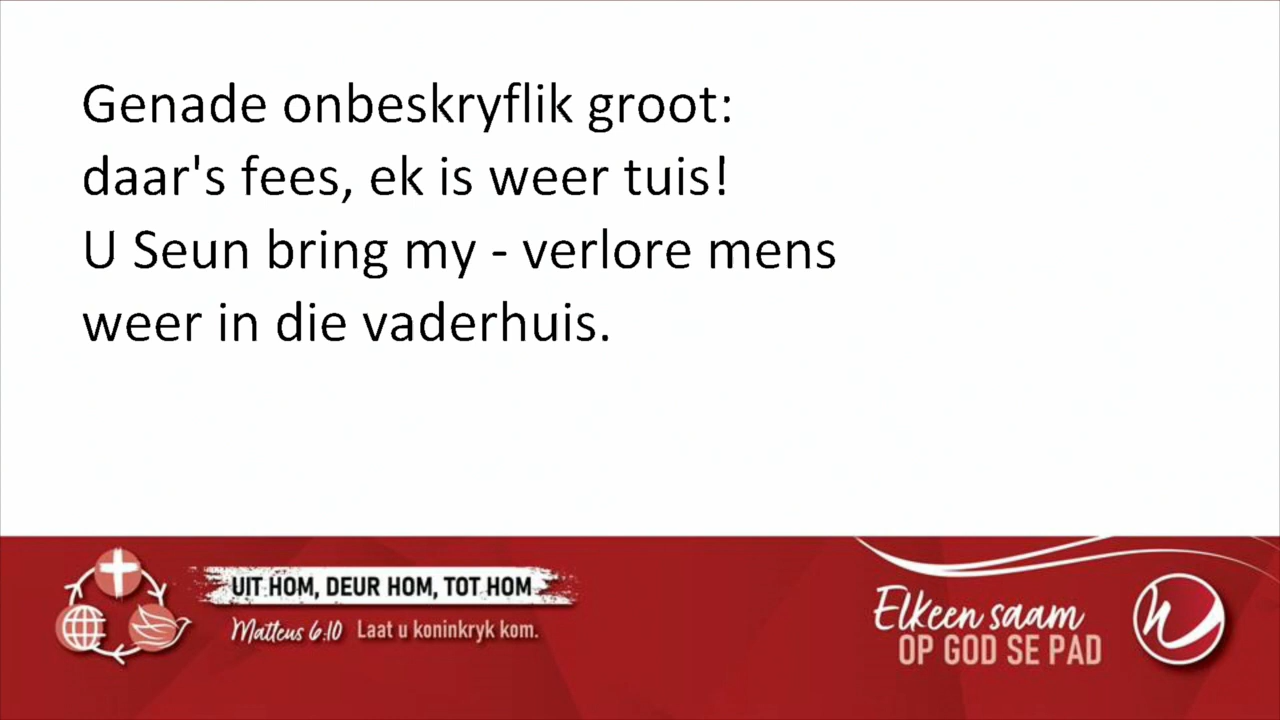 Genade onbeskryflik groot:
daar's fees, ek is weer tuis!
U Seun bring my - verlore mens
weer in die vaderhuis.
UIT HOM, DEUR HOM, TOT HOM
Matteus 6:10 Laat u koninkryk kom.
Elkeen saam
OP GOD SE PAD